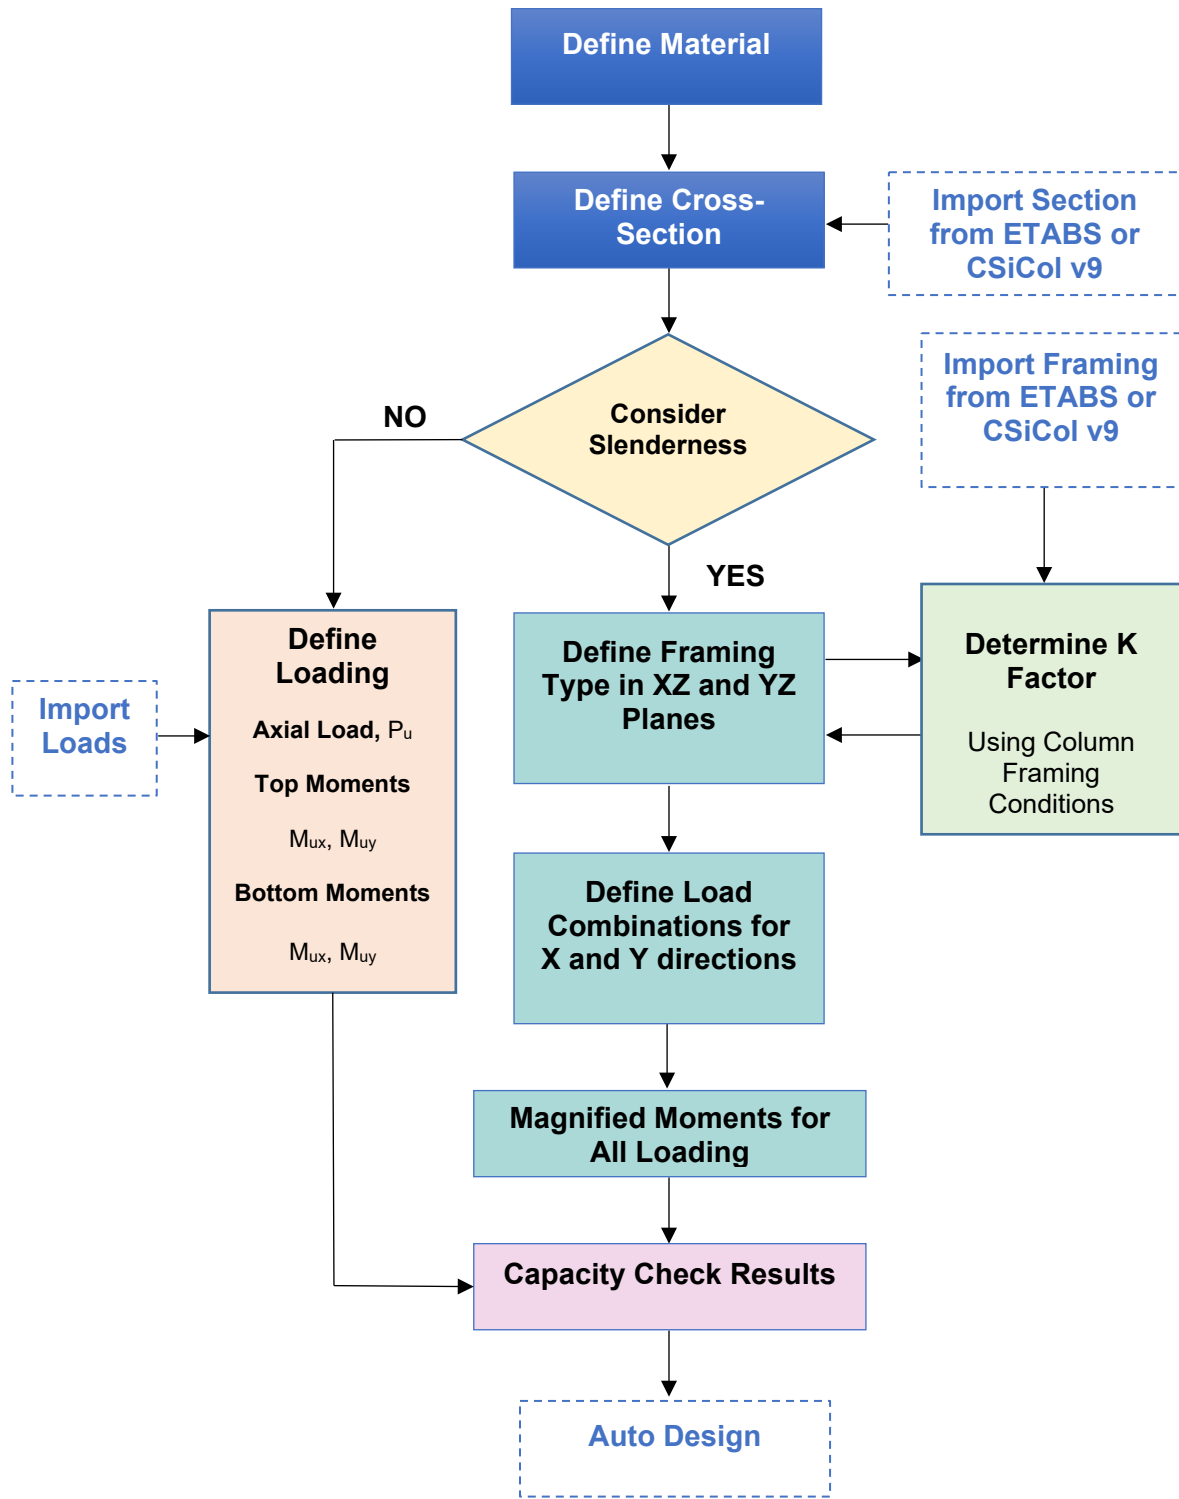 Define Material
Define Cross-
Section
Import Section
from ETABS or
CSiCol v9
Import Framing
from ETABS or
CSiCol v9
Consider
Slenderness
NO
YES
Define
Loading
Axial Load, Pu
Top Moments
Mux, Muy
Bottom Moments
Mux, Muy
Import
Loads
Define Framing
Type in XZ and YZ
Planes
Determine K
Factor
Using Column
Framing
Conditions
Define Load
Combinations for
X and Y directions
Magnified Moments for
All Loading
Capacity Check Results
Auto Design